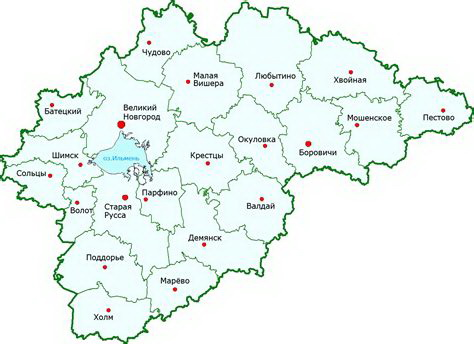 Чудово
Малая
Вишера
Любытино
Хвойная
Батецкий
Великий
Новгород
Мошенское
Пестово
Окуловка
Боровичи
Шимск
оз.Ильмень
Крестцы
Сольцы
Волот
Старая
Русса
Парфино
Валдай
Демянск
Поддорье
Марёво
Холм